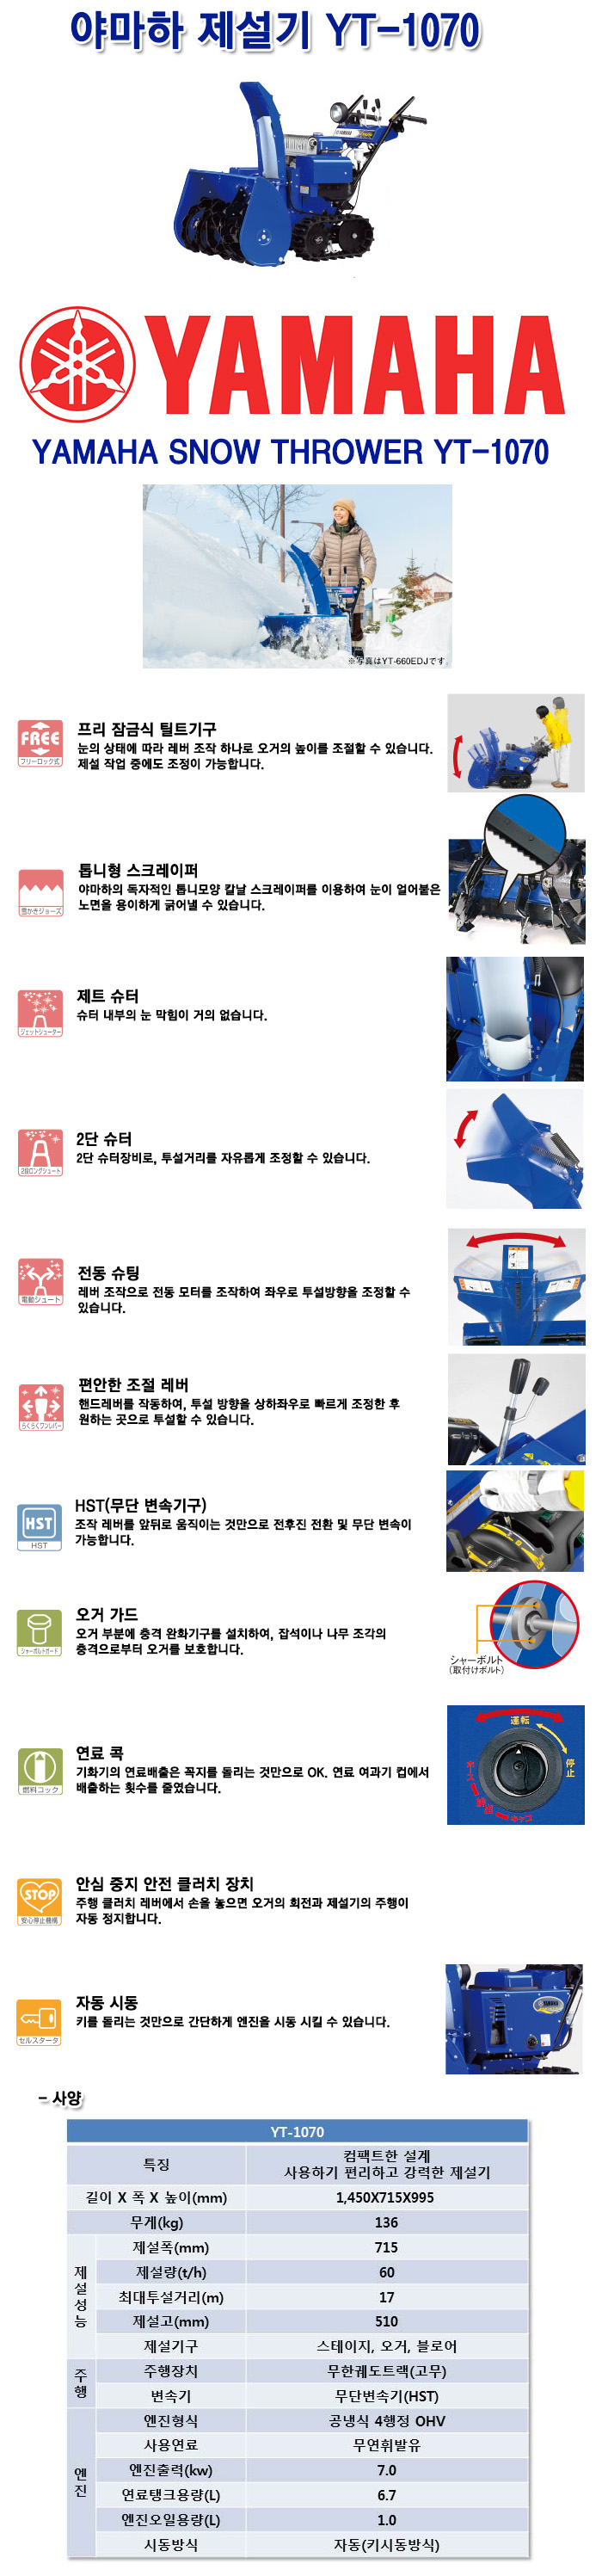 야마하 제설기 YT-1070
YAMAHA
YAMAHA SNOW THROWER YT-1070
※写真はYT-660EDJです。
FREE
フリーロック式
프리 잠금식 틸트기구
눈의 상태에 따라 레버 조작 하나로 오거의 높이를 조절할 수 있습니다.
제설 작업 중에도 조정이 가능합니다.
雪かきジョーズ
톱니형 스크레이퍼
야마하의 독자적인 톱니모양 칼날 스크레이퍼를 이용하여 눈이 얼어붙은
노면을 용이하게 긁어낼 수 있습니다.
ジェットシューター
제트 슈터
슈터 내부의 눈 막힘이 거의 없습니다.
2段ロングシュート
2단 슈터
2단 슈터장비로, 투설거리를 자유롭게 조정할 수 있습니다.
電動シュート
전동 슈팅
레버 조작으로 전동 모터를 조작하여 좌우로 투설방향을 조정할 수
있습니다.
らくらくワンレバー
편안한 조절 레버
핸드레버를 작동하여, 투설 방향을 상하좌우로 빠르게 조정한 후
원하는 곳으로 투설할 수 있습니다.
HST
HST
HST(무단 변속기구)
조작 레버를 앞뒤로 움직이는 것만으로 전후진 전환 및 무단 변속이
가능합니다.
シャーボルトガード
오거 가드
오거 부분에 충격 완화기구를 설치하여, 잡석이나 나무 조각의
충격으로부터 오거를 보호합니다.
シャーボルト
(取付けボルト)
燃料コック
연료 콕
기화기의 연료배출은 꼭지를 돌리는 것만으로 OK. 연료 여과기 컵에서
배출하는 횟수를 줄였습니다.
運転
停止
STOP
安心停止機構
안심 중지 안전 클러치 장치
주행 클러치 레버에서 손을 놓으면 오거의 회전과 제설기의 주행이
자동 정지합니다.
セルスタータ
자동 시동
키를 돌리는 것만으로 간단하게 엔진을 시동 시킬 수 있습니다.
- 사양
YT-1070
특징
컴팩트한 설계
사용하기 편리하고 강력한 제설기
길이 X 폭 X 높이(mm) 1,450X715X995
무게(kg) 136
제설성능
제설폭(mm) 715
제설량(t/h) 60
최대투설거리(m) 17
제설고(mm) 510
제설기구 스테이지, 오거, 블로어
주행
주행장치 무한궤도트랙(고무)
변속기 무단변속기(HST)
엔진
엔진형식 공냉식 4행정 OHV
사용연료 무연휘발유
엔진출력(kw) 7.0
연료탱크용량(L) 6.7
엔진오일용량(L) 1.0
시동방식 자동(키시동방식)